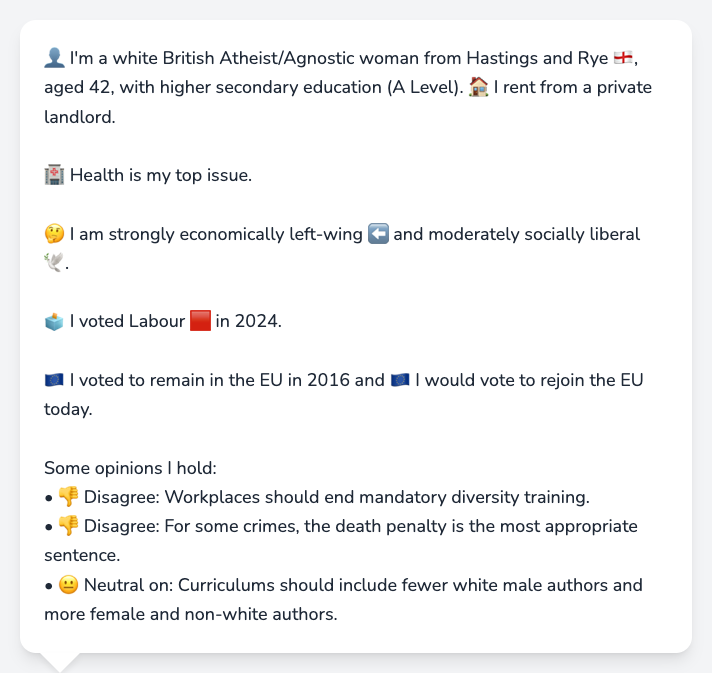 👤 I'm a white British Atheist/Agnostic woman from Hastings and Rye 🏴󠁧󠁢󠁥󠁮󠁧󠁿,
aged 42, with higher secondary education (A Level). 🏠 I rent from a private
landlord.
🏥 Health is my top issue.
🤔 I am strongly economically left-wing ⬅️ and moderately socially liberal
🕊️.
🗳️ I voted Labour 🟥 in 2024.
🇪🇺 I voted to remain in the EU in 2016 and 🇪🇺 I would vote to rejoin the EU
today.
Some opinions I hold:
• 👎 Disagree: Workplaces should end mandatory diversity training.
• 👎 Disagree: For some crimes, the death penalty is the most appropriate
sentence.
• 😐 Neutral on: Curriculums should include fewer white male authors and
more female and non-white authors.